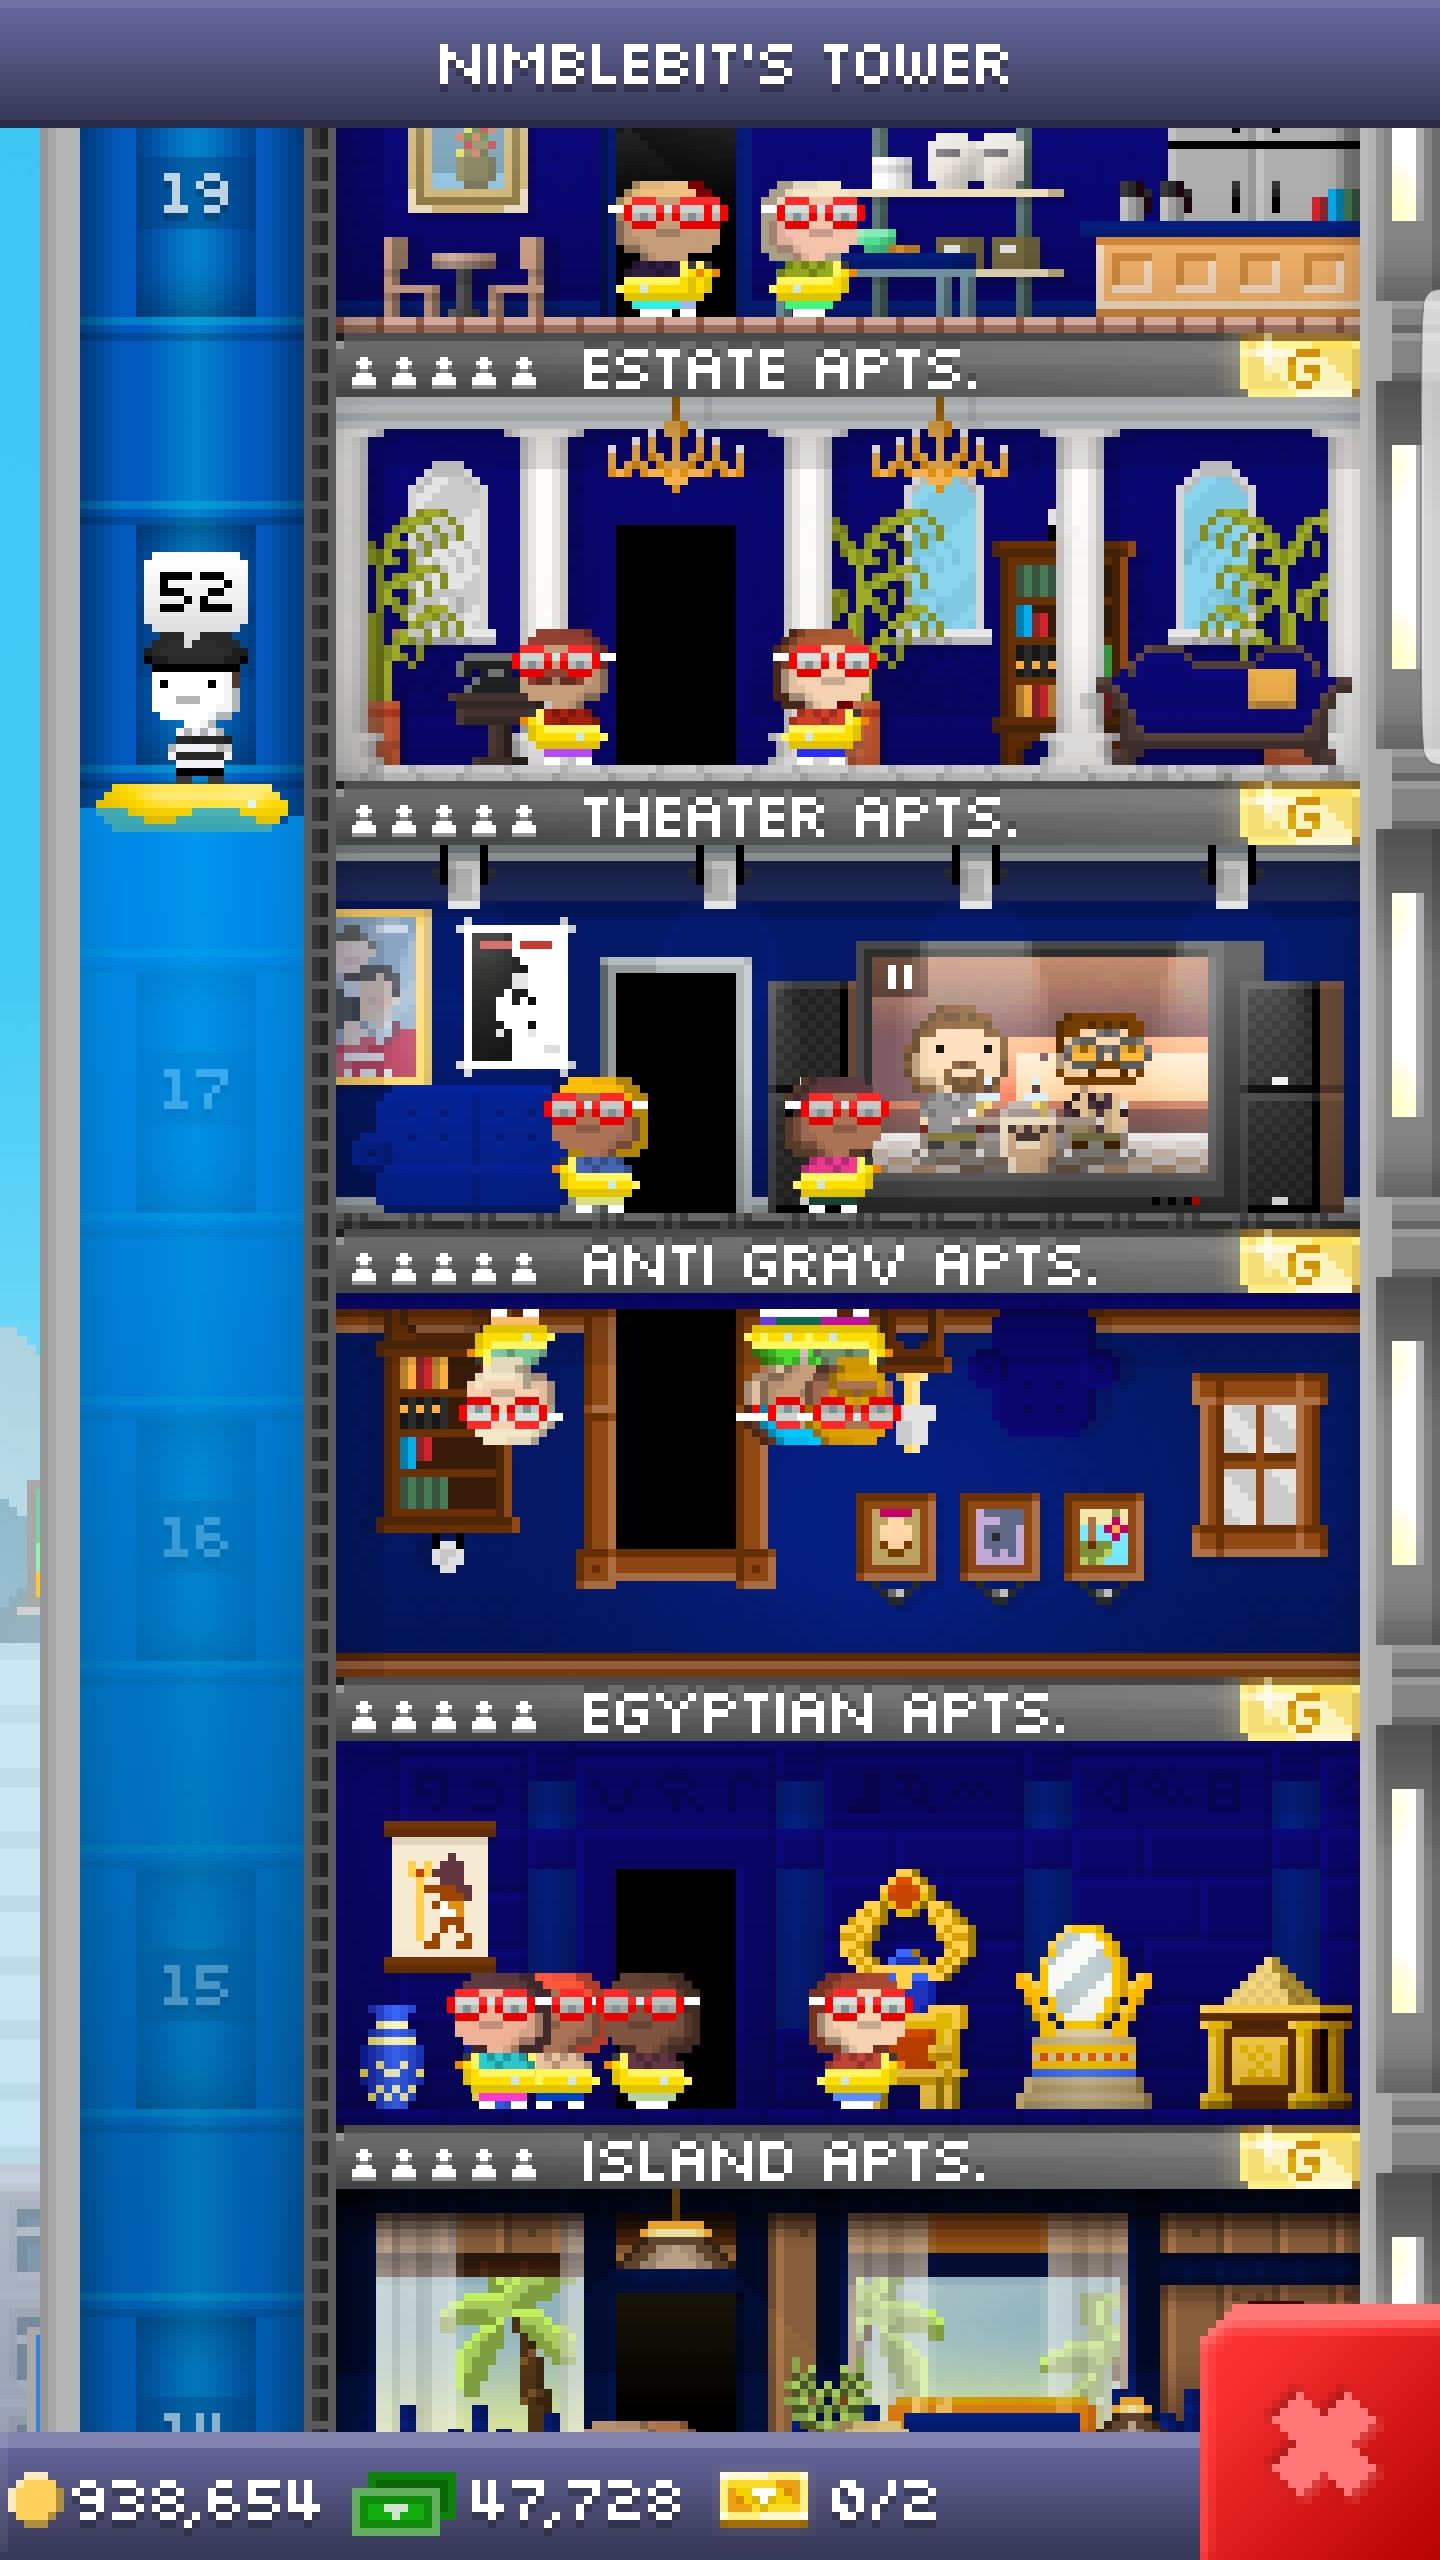 NIMBLEBIT'S TOWER
19
ESTATE APTS. G
52
THEATER APTS. G
17
ANTI GRAV APTS. G
16
EGYPTIAN APTS. G
15
ISLAND APTS. G
14
938,654 47,728 0/2